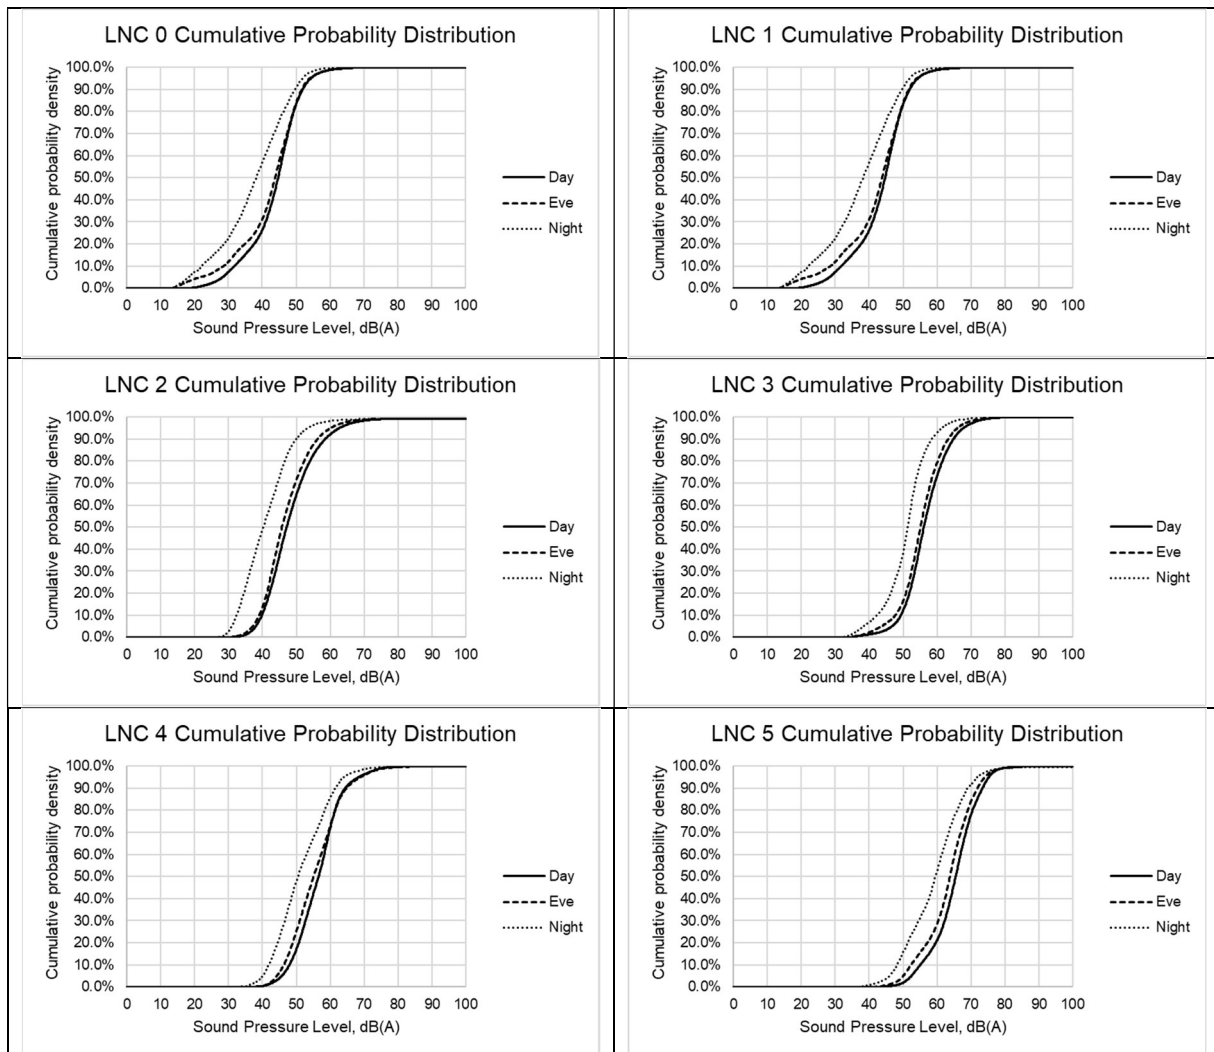 LNC 0 Cumulative Probability Distribution
Cumulative probability density
100.0%
90.0%
80.0%
70.0%
60.0%
50.0%
40.0%
30.0%
20.0%
10.0%
0.0%
0 10 20 30 40 50 60 70 80 90 100
Sound Pressure Level, dB(A)
Day
Eve
Night
LNC 1 Cumulative Probability Distribution
Cumulative probability density
100.0%
90.0%
80.0%
70.0%
60.0%
50.0%
40.0%
30.0%
20.0%
10.0%
0.0%
0 10 20 30 40 50 60 70 80 90 100
Sound Pressure Level, dB(A)
Day
Eve
Night
LNC 2 Cumulative Probability Distribution
Cumulative probability density
100.0%
90.0%
80.0%
70.0%
60.0%
50.0%
40.0%
30.0%
20.0%
10.0%
0.0%
0 10 20 30 40 50 60 70 80 90 100
Sound Pressure Level, dB(A)
Day
Eve
Night
LNC 3 Cumulative Probability Distribution
Cumulative probability density
100.0%
90.0%
80.0%
70.0%
60.0%
50.0%
40.0%
30.0%
20.0%
10.0%
0.0%
0 10 20 30 40 50 60 70 80 90 100
Sound Pressure Level, dB(A)
Day
Eve
Night
LNC 4 Cumulative Probability Distribution
Cumulative probability density
100.0%
90.0%
80.0%
70.0%
60.0%
50.0%
40.0%
30.0%
20.0%
10.0%
0.0%
0 10 20 30 40 50 60 70 80 90 100
Sound Pressure Level, dB(A)
Day
Eve
Night
LNC 5 Cumulative Probability Distribution
Cumulative probability density
100.0%
90.0%
80.0%
70.0%
60.0%
50.0%
40.0%
30.0%
20.0%
10.0%
0.0%
0 10 20 30 40 50 60 70 80 90 100
Sound Pressure Level, dB(A)
Day
Eve
Night